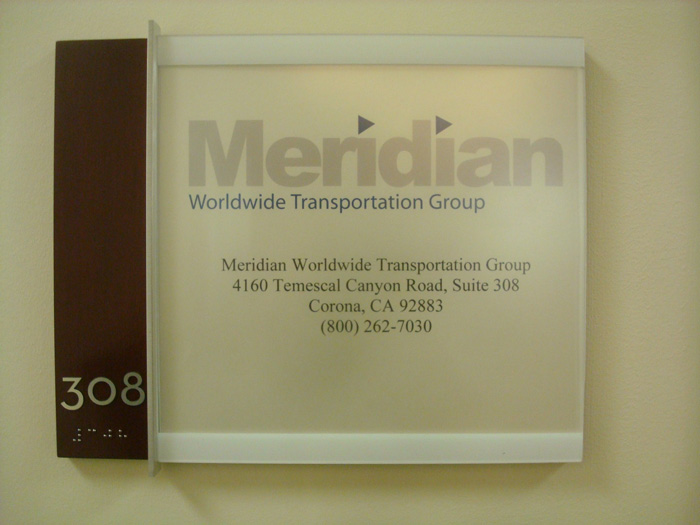 Meridian
Worldwide Transportation Group
Meridian Worldwide Transportation Group
4160 Temescal Canyon Road, Suite 308
Corona, CA 92883
(800) 262-7030
308